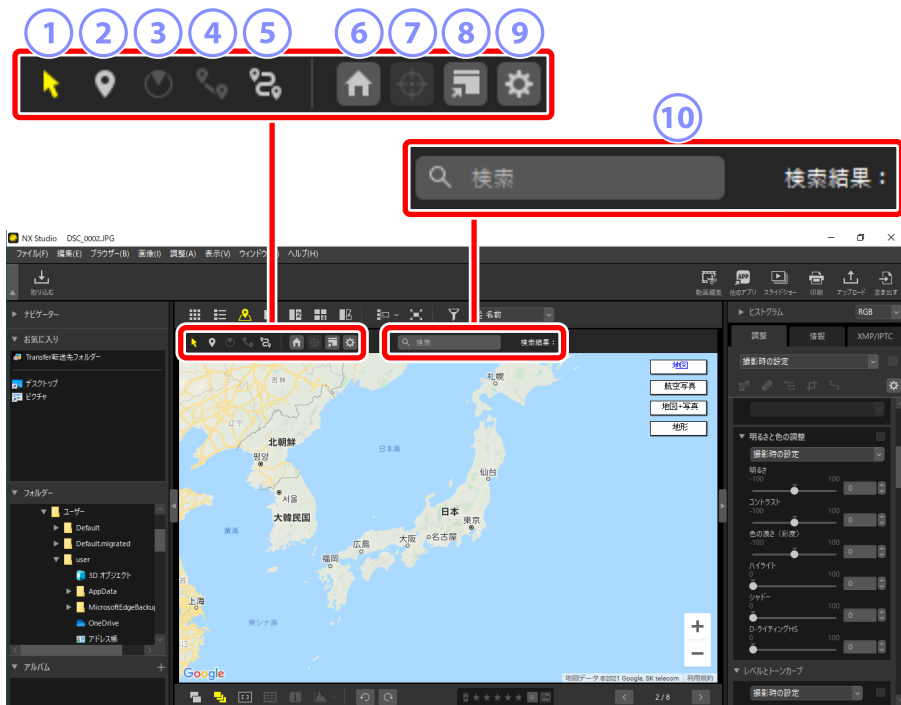 1 2 3 4 5 6 7 8 9
10
検索 検索結果：
NX Studio DSC_0002.JPG
ファイル(F) 編集(E) ブラウザー(B) 画像(I) 調整(A) 表示(V) ウィンドウ ヘルプ(H)
取り込む 動画編集 他のアプリ スライドショー 印刷 アップロード 書き出す
ナビゲーター
名前
ヒストグラム RGB
お気に入り
検索 検索結果：
調整 情報 XMP/IPTC
Transfer転送先フォルダー
撮影時の設定
デスクトップ
ピクチャ
地図
航空写真
地図+写真
地形
吉林
札幌
辽宁
北朝鮮
평양
日本海
明るさと色の調整
撮影時の設定
仙台
明るさ
-100 100
0
フォルダー
서울
大韓民国
日本
東京
コントラスト
-100 100
0
ユーザー
Default
Default.migrated
user
3D オブジェクト
AppData
MicrosoftEdgeBackup
OneDrive
アドレス帳
黄海
広島 大阪 名古屋
福岡
色の濃さ（彩度）
-100 100
0
ハイライト
0 100
0
上海
シャドー
0 100
0
東シナ海
D-ライティングHS
0 100
0
アルバム
Google
地図データ ©2021 Google, SK telecom 利用規約
レベルとトーンカーブ
撮影時の設定
2/8